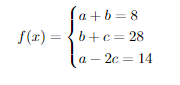 a + b = 8
f(x) = { b + c = 28
a − 2c = 14